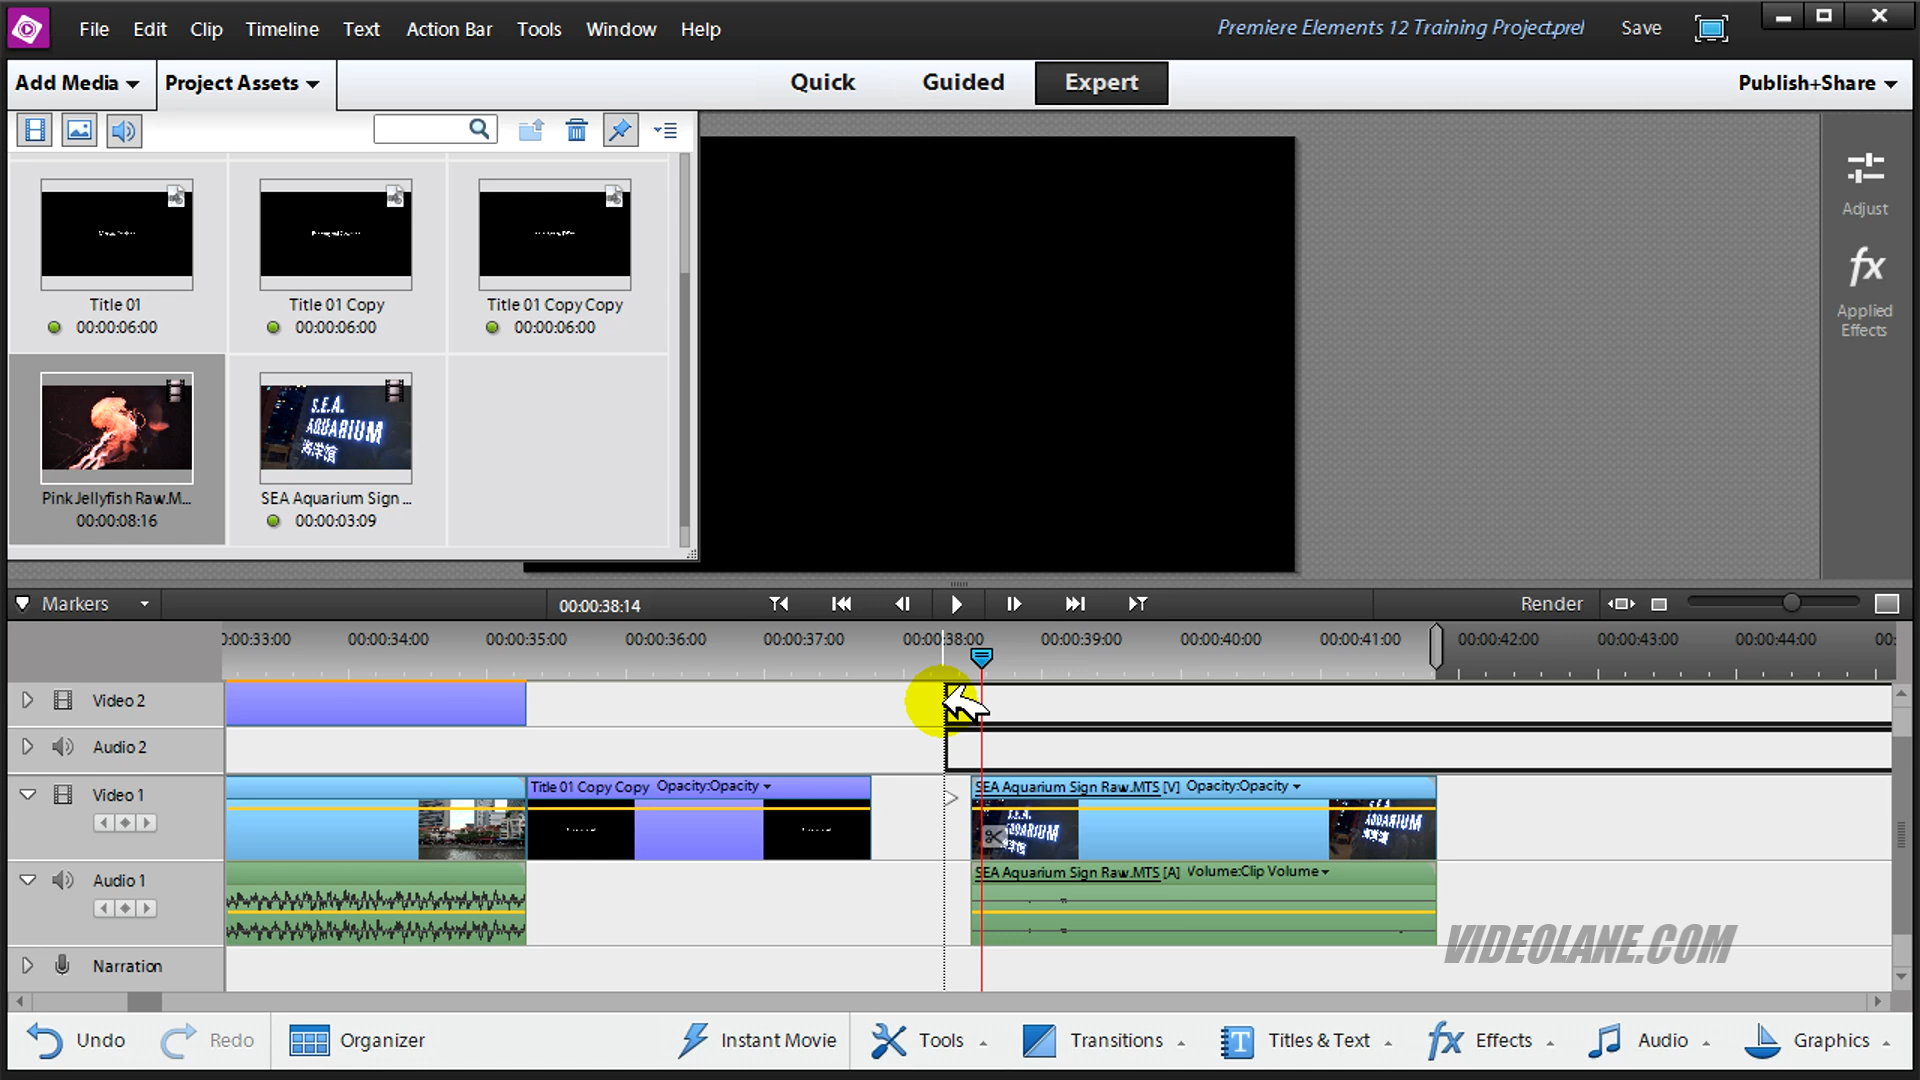 File Edit Clip Timeline Text Action Bar Tools Window Help
Premiere Elements 12 Training Project.prel Save
Add Media Project Assets
Quick Guided Expert
Publish+Share
Adjust
fx
Applied
Effects
Title 01
00:00:06:00
Title 01 Copy
00:00:06:00
Title 01 Copy Copy
00:00:06:00
S.E.A.
AQUARIUM
海洋馆
Pink Jellyfish Raw.M...
00:00:08:16
SEA Aquarium Sign ...
00:00:03:09
Markers
00:00:38:14
Render
0:00:33:00 00:00:34:00 00:00:35:00 00:00:36:00 00:00:37:00 00:00:38:00 00:00:39:00 00:00:40:00 00:00:41:00 00:00:42:00 00:00:43:00 00:00:44:00 00:
Video 2
Audio 2
Video 1
Title 01 Copy Copy Opacity:Opacity
SEA Aquarium Sign Raw.MTS [V] Opacity:Opacity
Audio 1
SEA Aquarium Sign Raw.MTS [A] Volume:Clip Volume
VIDEOLANE.COM
Narration
Undo Redo Organizer Instant Movie Tools Transitions Titles & Text fx Effects Audio Graphics